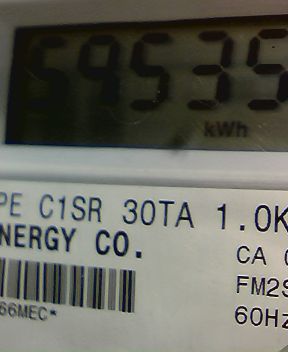 59535
kWh
PE C1SR 30TA 1.0K
NERGY CO.
CA
FM2S
66MEC*
60Hz